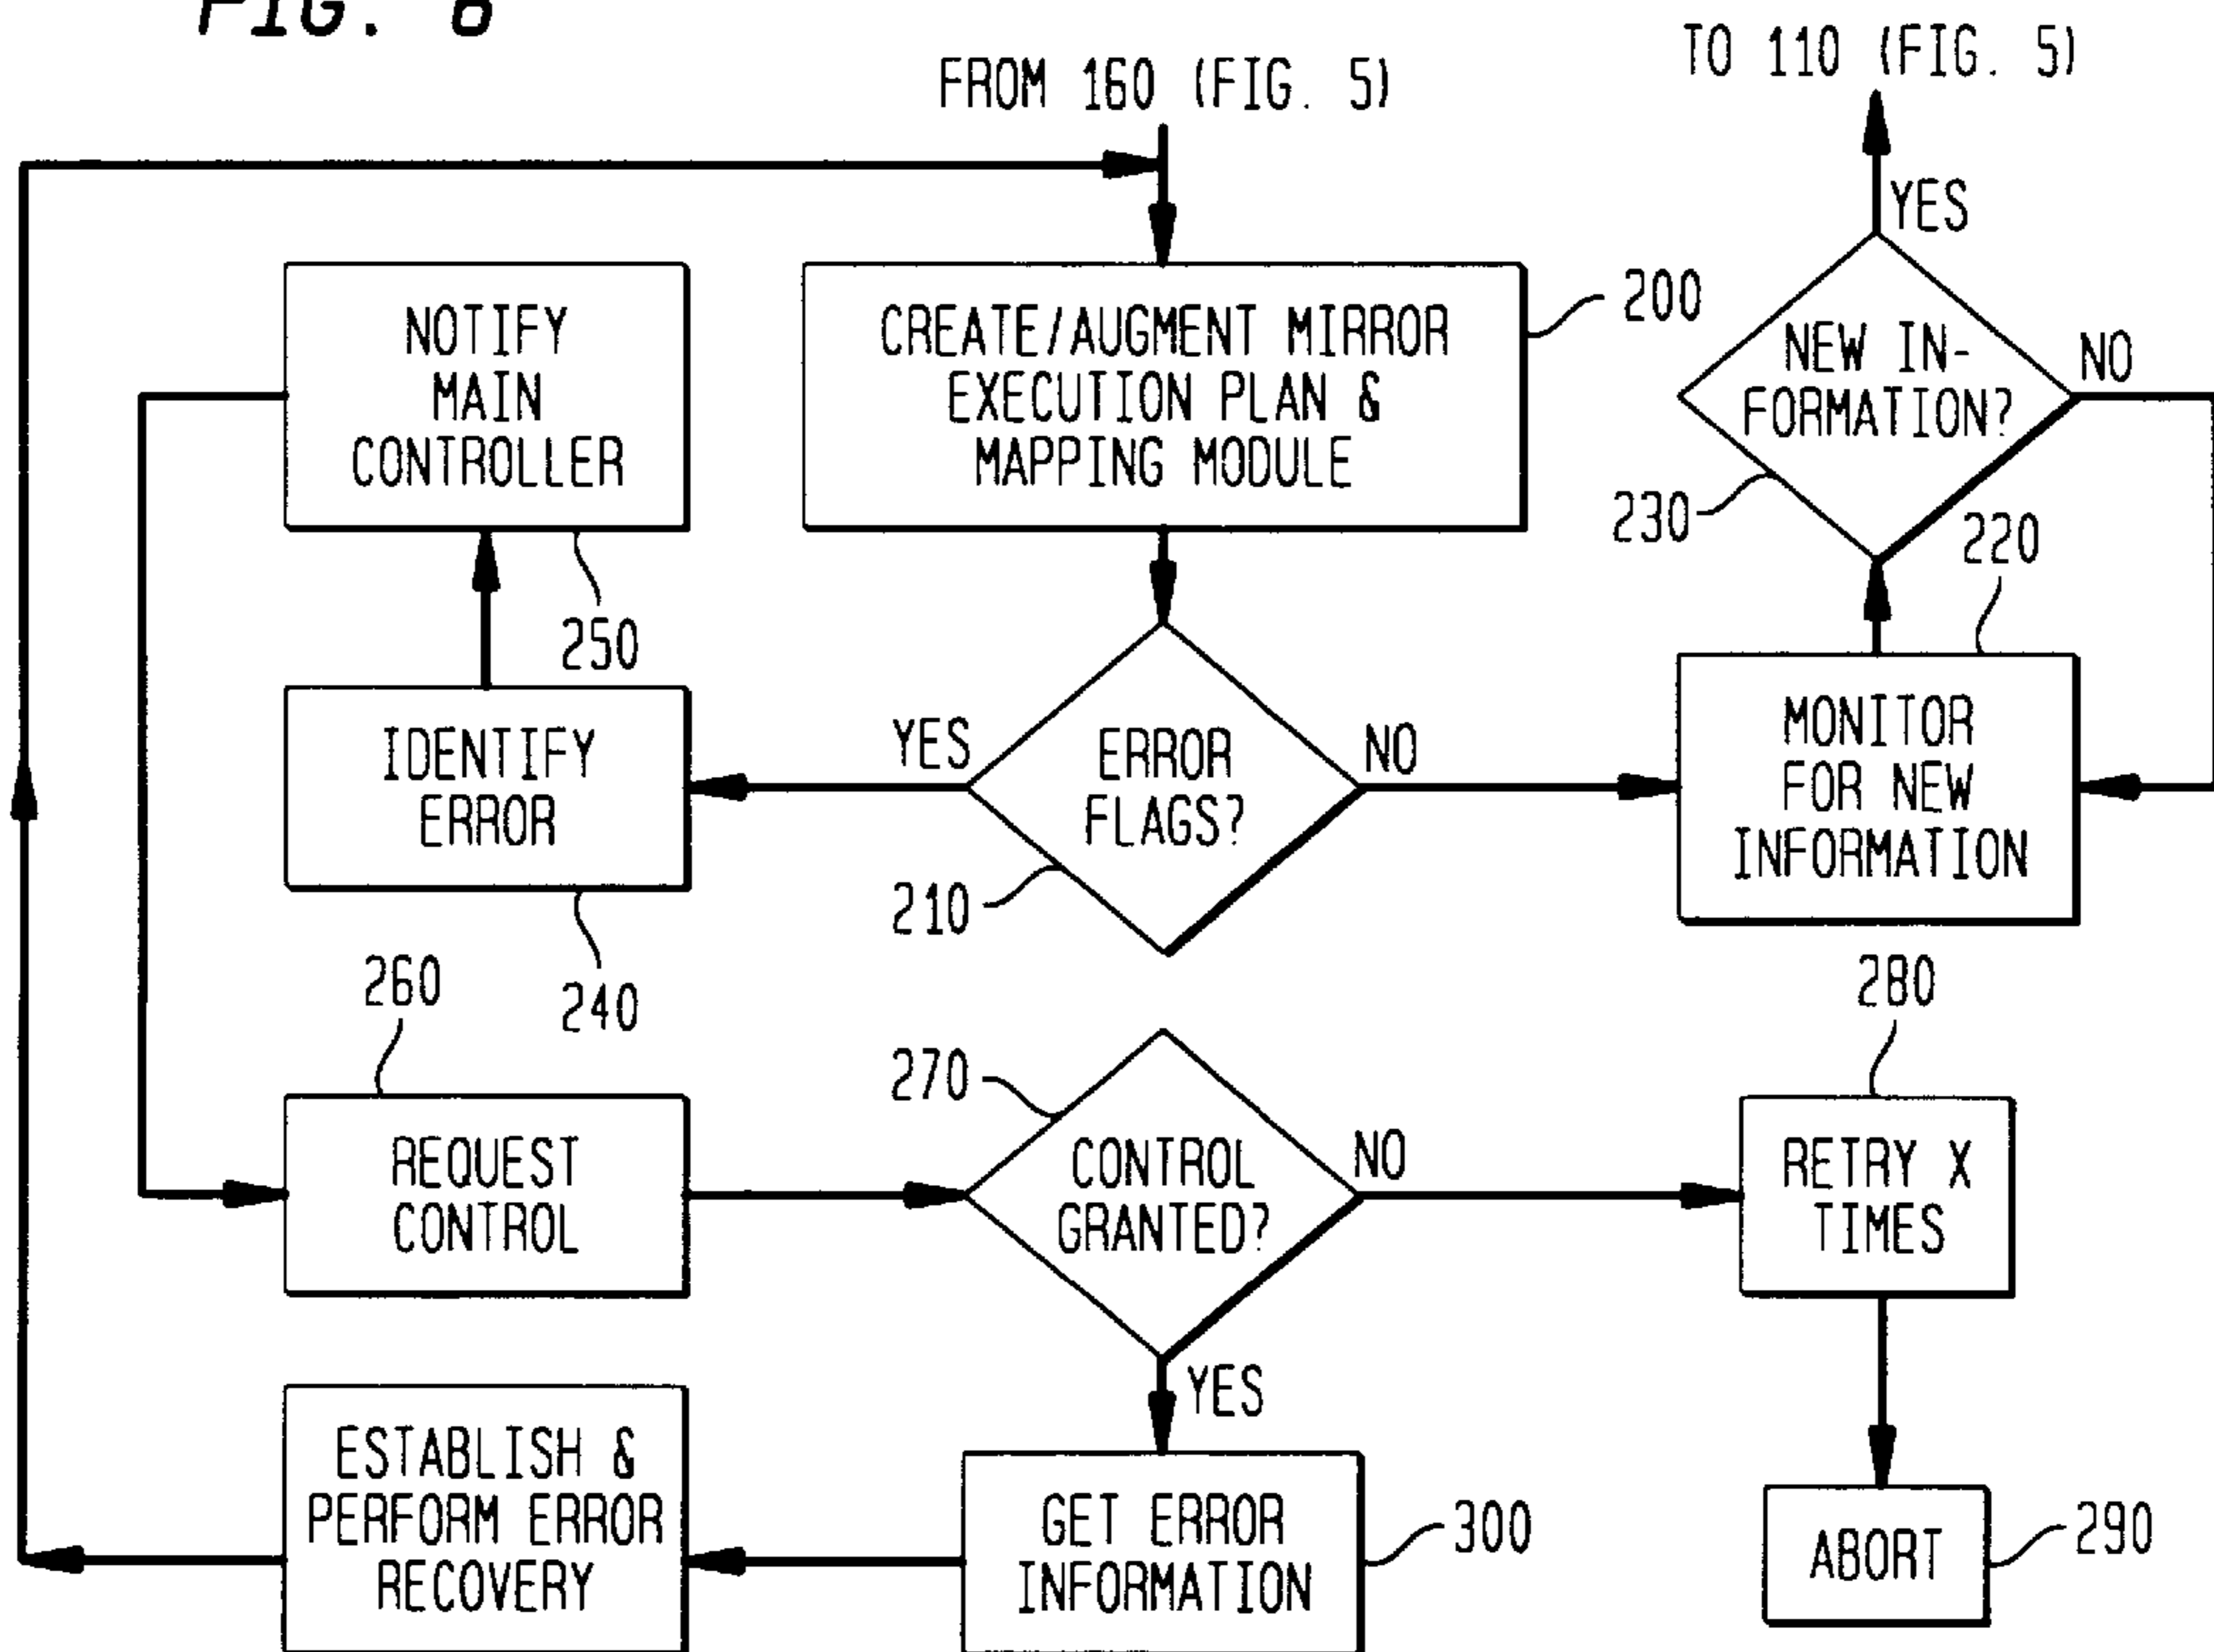 FIG. 6
TO 110 (FIG. 5)
FROM 160 (FIG. 5)
YES
NOTIFY
MAIN
CONTROLLER
250
CREATE/AUGMENT MIRROR
EXECUTION PLAN &
MAPPING MODULE
200
NEW IN-
FORMATION?
NO
230
220
IDENTIFY
ERROR
240
YES
ERROR
FLAGS?
NO
210
MONITOR
FOR NEW
INFORMATION
260
REQUEST
CONTROL
270
CONTROL
GRANTED?
NO
YES
280
RETRY X
TIMES
ESTABLISH &
PERFORM ERROR
RECOVERY
GET ERROR
INFORMATION
300
ABORT
290